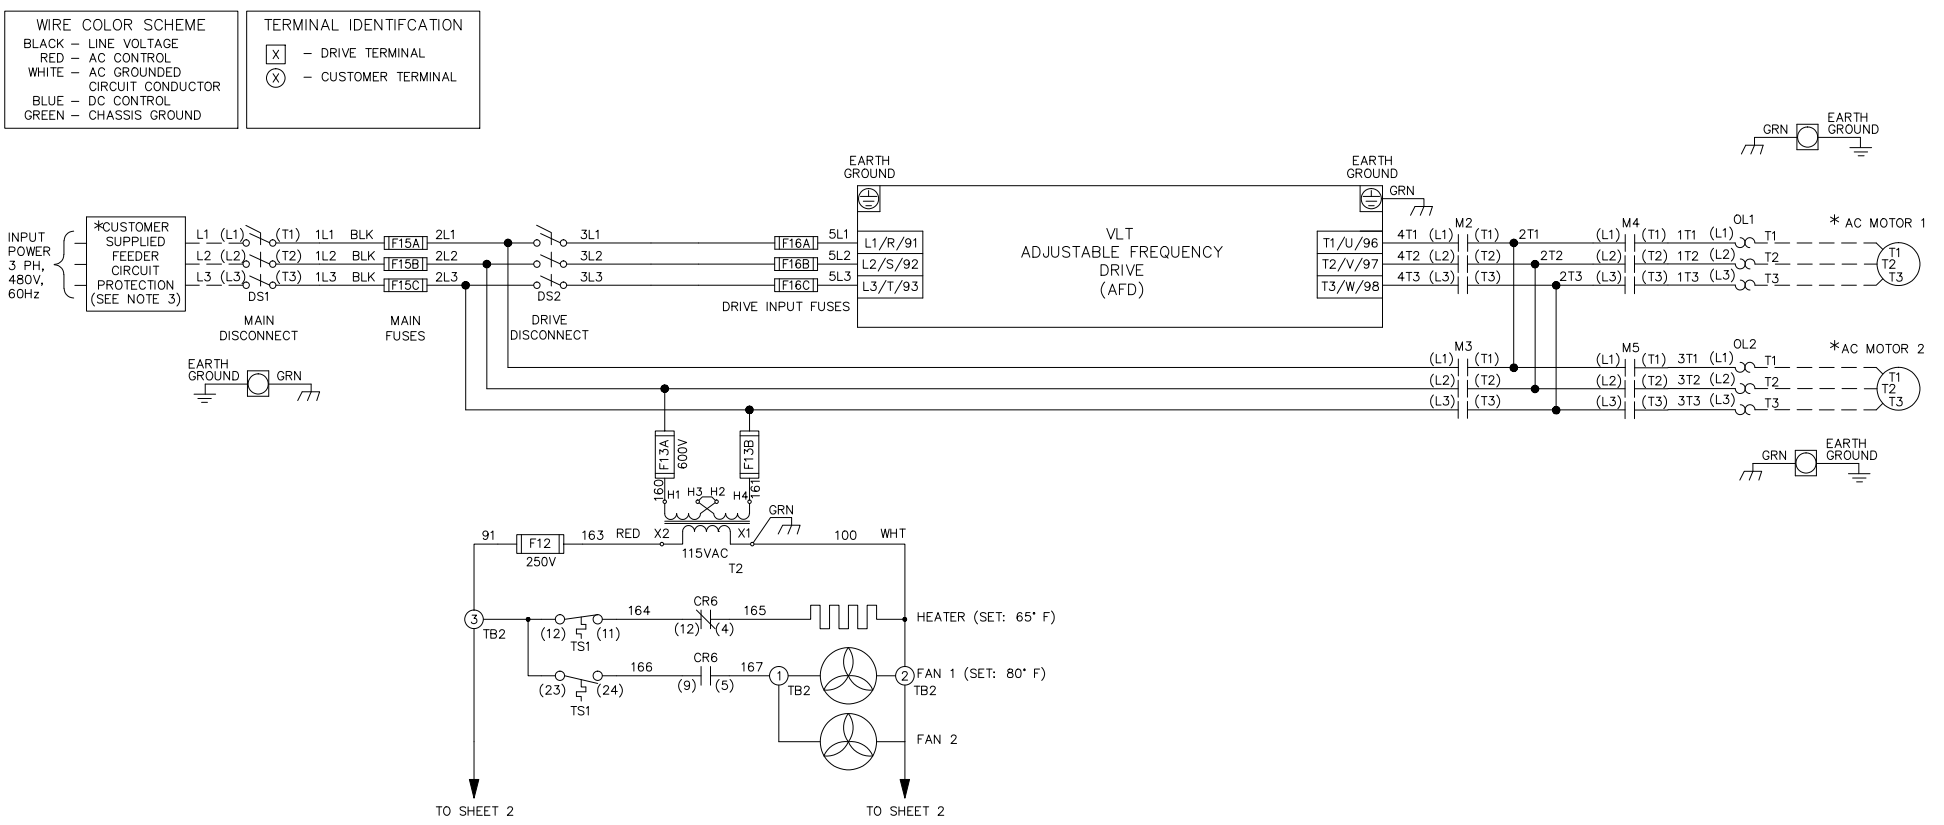 WIRE COLOR SCHEME
BLACK – LINE VOLTAGE
RED – AC CONTROL
WHITE – AC GROUNDED
CIRCUIT CONDUCTOR
BLUE – DC CONTROL
GREEN – CHASSIS GROUND
TERMINAL IDENTIFCATION
X – DRIVE TERMINAL
X – CUSTOMER TERMINAL
INPUT
POWER
3 PH,
480V,
60Hz
*CUSTOMER
SUPPLIED
FEEDER
CIRCUIT
PROTECTION
(SEE NOTE 3)
L1 (L1) (T1) 1L1 BLK F15A 2L1 3L1 F16A 5L1 L1/R/91
L2 (L2) (T2) 1L2 BLK F15B 2L2 3L2 F16B 5L2 L2/S/92
L3 (L3) (T3) 1L3 BLK F15C 2L3 3L3 F16C 5L3 L3/T/93
DS1
MAIN
DISCONNECT
MAIN
FUSES
DS2
DRIVE
DISCONNECT
DRIVE INPUT FUSES
EARTH
GROUND
GRN
EARTH
GROUND
VLT
ADJUSTABLE FREQUENCY
DRIVE
(AFD)
EARTH
GROUND
GRN
M2 M4 OL1
T1/U/96 4T1 (L1) (T1) 2T1 (L1) (T1) 1T1 (L1) T1
T2/V/97 4T2 (L2) (T2) 2T2 (L2) (T2) 1T2 (L2) T2
T3/W/98 4T3 (L3) (T3) 2T3 (L3) (T3) 1T3 (L3) T3
* AC MOTOR 1
T1
T2
T3
GRN
EARTH
GROUND
M3 M5 OL2
(L1) (T1) (L1) (T1) 3T1 (L1) T1
(L2) (T2) (L2) (T2) 3T2 (L2) T2
(L3) (T3) (L3) (T3) 3T3 (L3) T3
*AC MOTOR 2
T1
T2
T3
GRN
EARTH
GROUND
F13A
600V
F13B
160
161
H1 H3 H2 H4
GRN
91 F12 163 RED X2 X1 100 WHT
250V
115VAC
T2
3
TB2
164 CR6 165
(12) (11) (12) (4)
TS1
HEATER (SET: 65° F)
166 CR6 167
(23) (24) (9) (5)
TS1
1
TB2
2
TB2
FAN 1 (SET: 80° F)
FAN 2
TO SHEET 2
TO SHEET 2